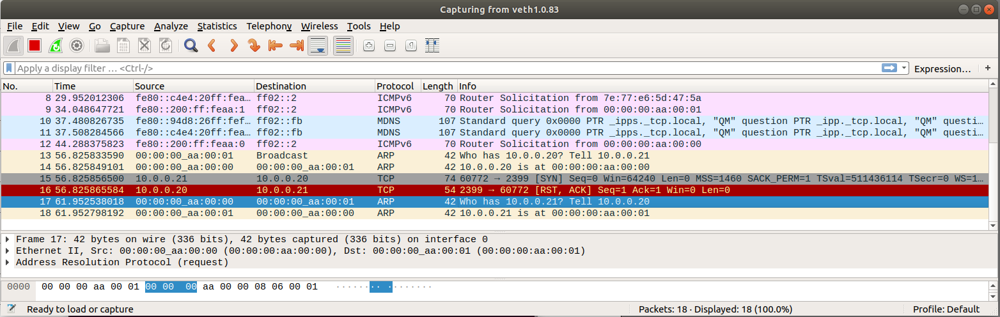 Capturing from veth1.0.83
File Edit View Go Capture Analyze Statistics Telephony Wireless Tools Help
Apply a display filter … <Ctrl-/> Expression… +
No. Time Source Destination Protocol Length Info
8 29.952012306 fe80::c4e4:20ff:fea… ff02::2 ICMPv6 70 Router Solicitation from 7e:77:e6:5d:47:5a
9 34.048647721 fe80::200:ff:feaa:1 ff02::2 ICMPv6 70 Router Solicitation from 00:00:00:aa:00:01
10 37.480826735 fe80::94d8:26ff:fef… ff02::fb MDNS 107 Standard query 0x0000 PTR _ipps._tcp.local, "QM" question PTR _ipp._tcp.local, "QM" questi…
11 37.508284566 fe80::c4e4:20ff:fea… ff02::fb MDNS 107 Standard query 0x0000 PTR _ipps._tcp.local, "QM" question PTR _ipp._tcp.local, "QM" questi…
12 44.288375823 fe80::200:ff:feaa:0 ff02::2 ICMPv6 70 Router Solicitation from 00:00:00:aa:00:00
13 56.825833590 00:00:00_aa:00:01 Broadcast ARP 42 Who has 10.0.0.20? Tell 10.0.0.21
14 56.825849101 00:00:00_aa:00:00 00:00:00_aa:00:01 ARP 42 10.0.0.20 is at 00:00:00:aa:00:00
15 56.825856500 10.0.0.21 10.0.0.20 TCP 74 60772 → 2399 [SYN] Seq=0 Win=64240 Len=0 MSS=1460 SACK_PERM=1 TSval=511436114 TSecr=0 WS=1…
16 56.825865584 10.0.0.20 10.0.0.21 TCP 54 2399 → 60772 [RST, ACK] Seq=1 Ack=1 Win=0 Len=0
17 61.952538018 00:00:00_aa:00:00 00:00:00_aa:00:01 ARP 42 Who has 10.0.0.21? Tell 10.0.0.20
18 61.952798192 00:00:00_aa:00:01 00:00:00_aa:00:00 ARP 42 10.0.0.21 is at 00:00:00:aa:00:01
Frame 17: 42 bytes on wire (336 bits), 42 bytes captured (336 bits) on interface 0
Ethernet II, Src: 00:00:00_aa:00:00 (00:00:00:aa:00:00), Dst: 00:00:00_aa:00:01 (00:00:00:aa:00:01)
Address Resolution Protocol (request)
0000 00 00 00 aa 00 01 00 00 00 aa 00 00 08 06 00 01 ········ ········
Ready to load or capture Packets: 18 · Displayed: 18 (100.0%) Profile: Default